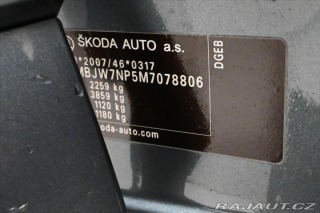 ŠKODA AUTO a.s.
*2007/46*0317
MBJW7NP5M7078806
2259 kg
3859 kg
1120 kg
1180 kg
koda-auto.com
DGEB
RAJAUT.CZ